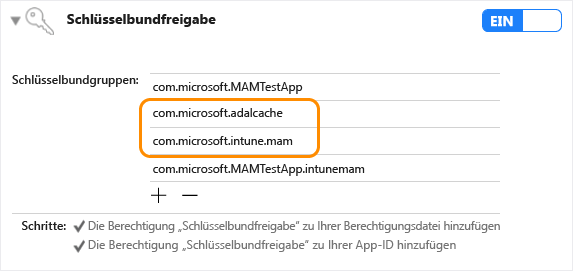 Schlüsselbundfreigabe
EIN
Schlüsselbundgruppen:
com.microsoft.MAMTestApp
com.microsoft.adalcache
com.microsoft.intune.mam
com.microsoft.MAMTestApp.intunemam
Schritte: Die Berechtigung „Schlüsselbundfreigabe“ zu Ihrer Berechtigungsdatei hinzufügen
Die Berechtigung „Schlüsselbundfreigabe“ zu Ihrer App-ID hinzufügen